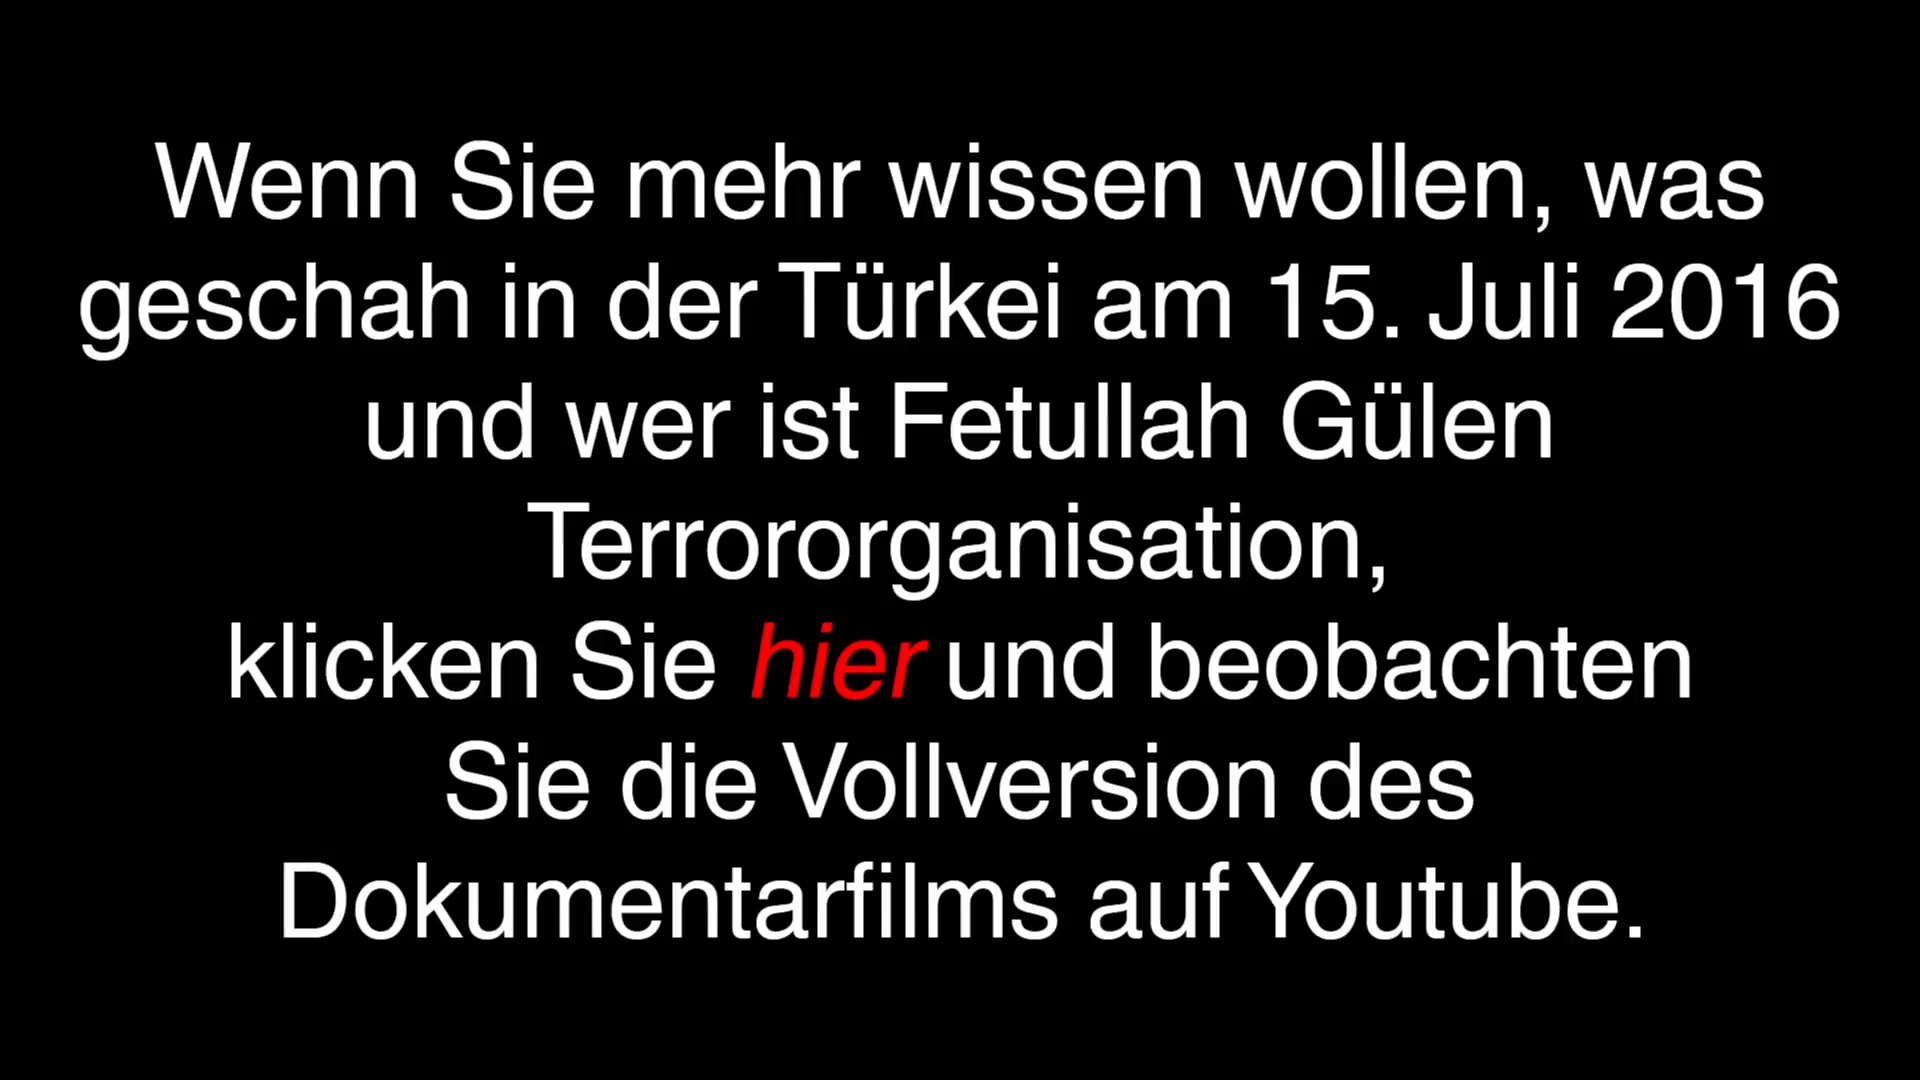 Wenn Sie mehr wissen wollen, was
geschah in der Türkei am 15. Juli 2016
und wer ist Fetullah Gülen
Terrororganisation,
klicken Sie hier und beobachten
Sie die Vollversion des
Dokumentarfilms auf Youtube.